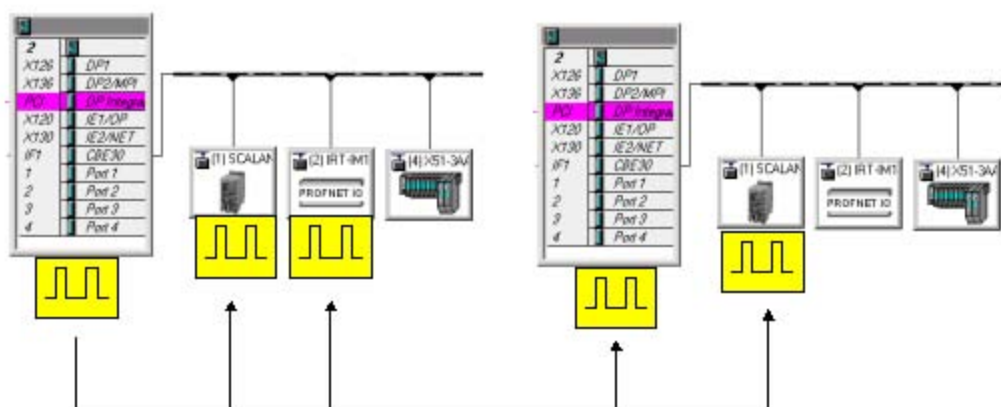 2
X126 DP1
X136 DP2/MPI
PCI DP Integra
X120 IE1/OP
X130 IE2/NET
IF1 CBE30
1 Port 1
2 Port 2
3 Port 3
4 Port 4
(1) SCALAN
(2) IRT-IM1
PROFINET IO
(4) X51-3A/
2
X126 DP1
X136 DP2/MPI
PCI DP Integra
X120 IE1/OP
X130 IE2/NET
IF1 CBE30
1 Port 1
2 Port 2
3 Port 3
4 Port 4
(1) SCALAN
(2) IRT-IM1
PROFINET IO
(4) X51-3A/